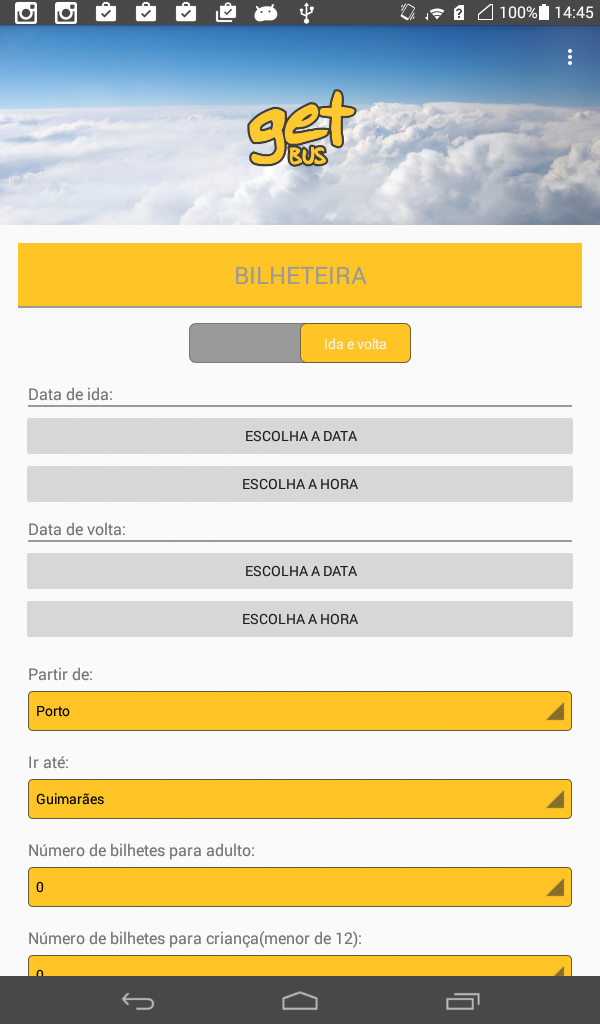 100% 14:45
get
BUS
BILHETEIRA
Ida e volta
Data de ida:
ESCOLHA A DATA
ESCOLHA A HORA
Data de volta:
ESCOLHA A DATA
ESCOLHA A HORA
Partir de:
Porto
Ir até:
Guimarães
Número de bilhetes para adulto:
0
Número de bilhetes para criança(menor de 12):
0